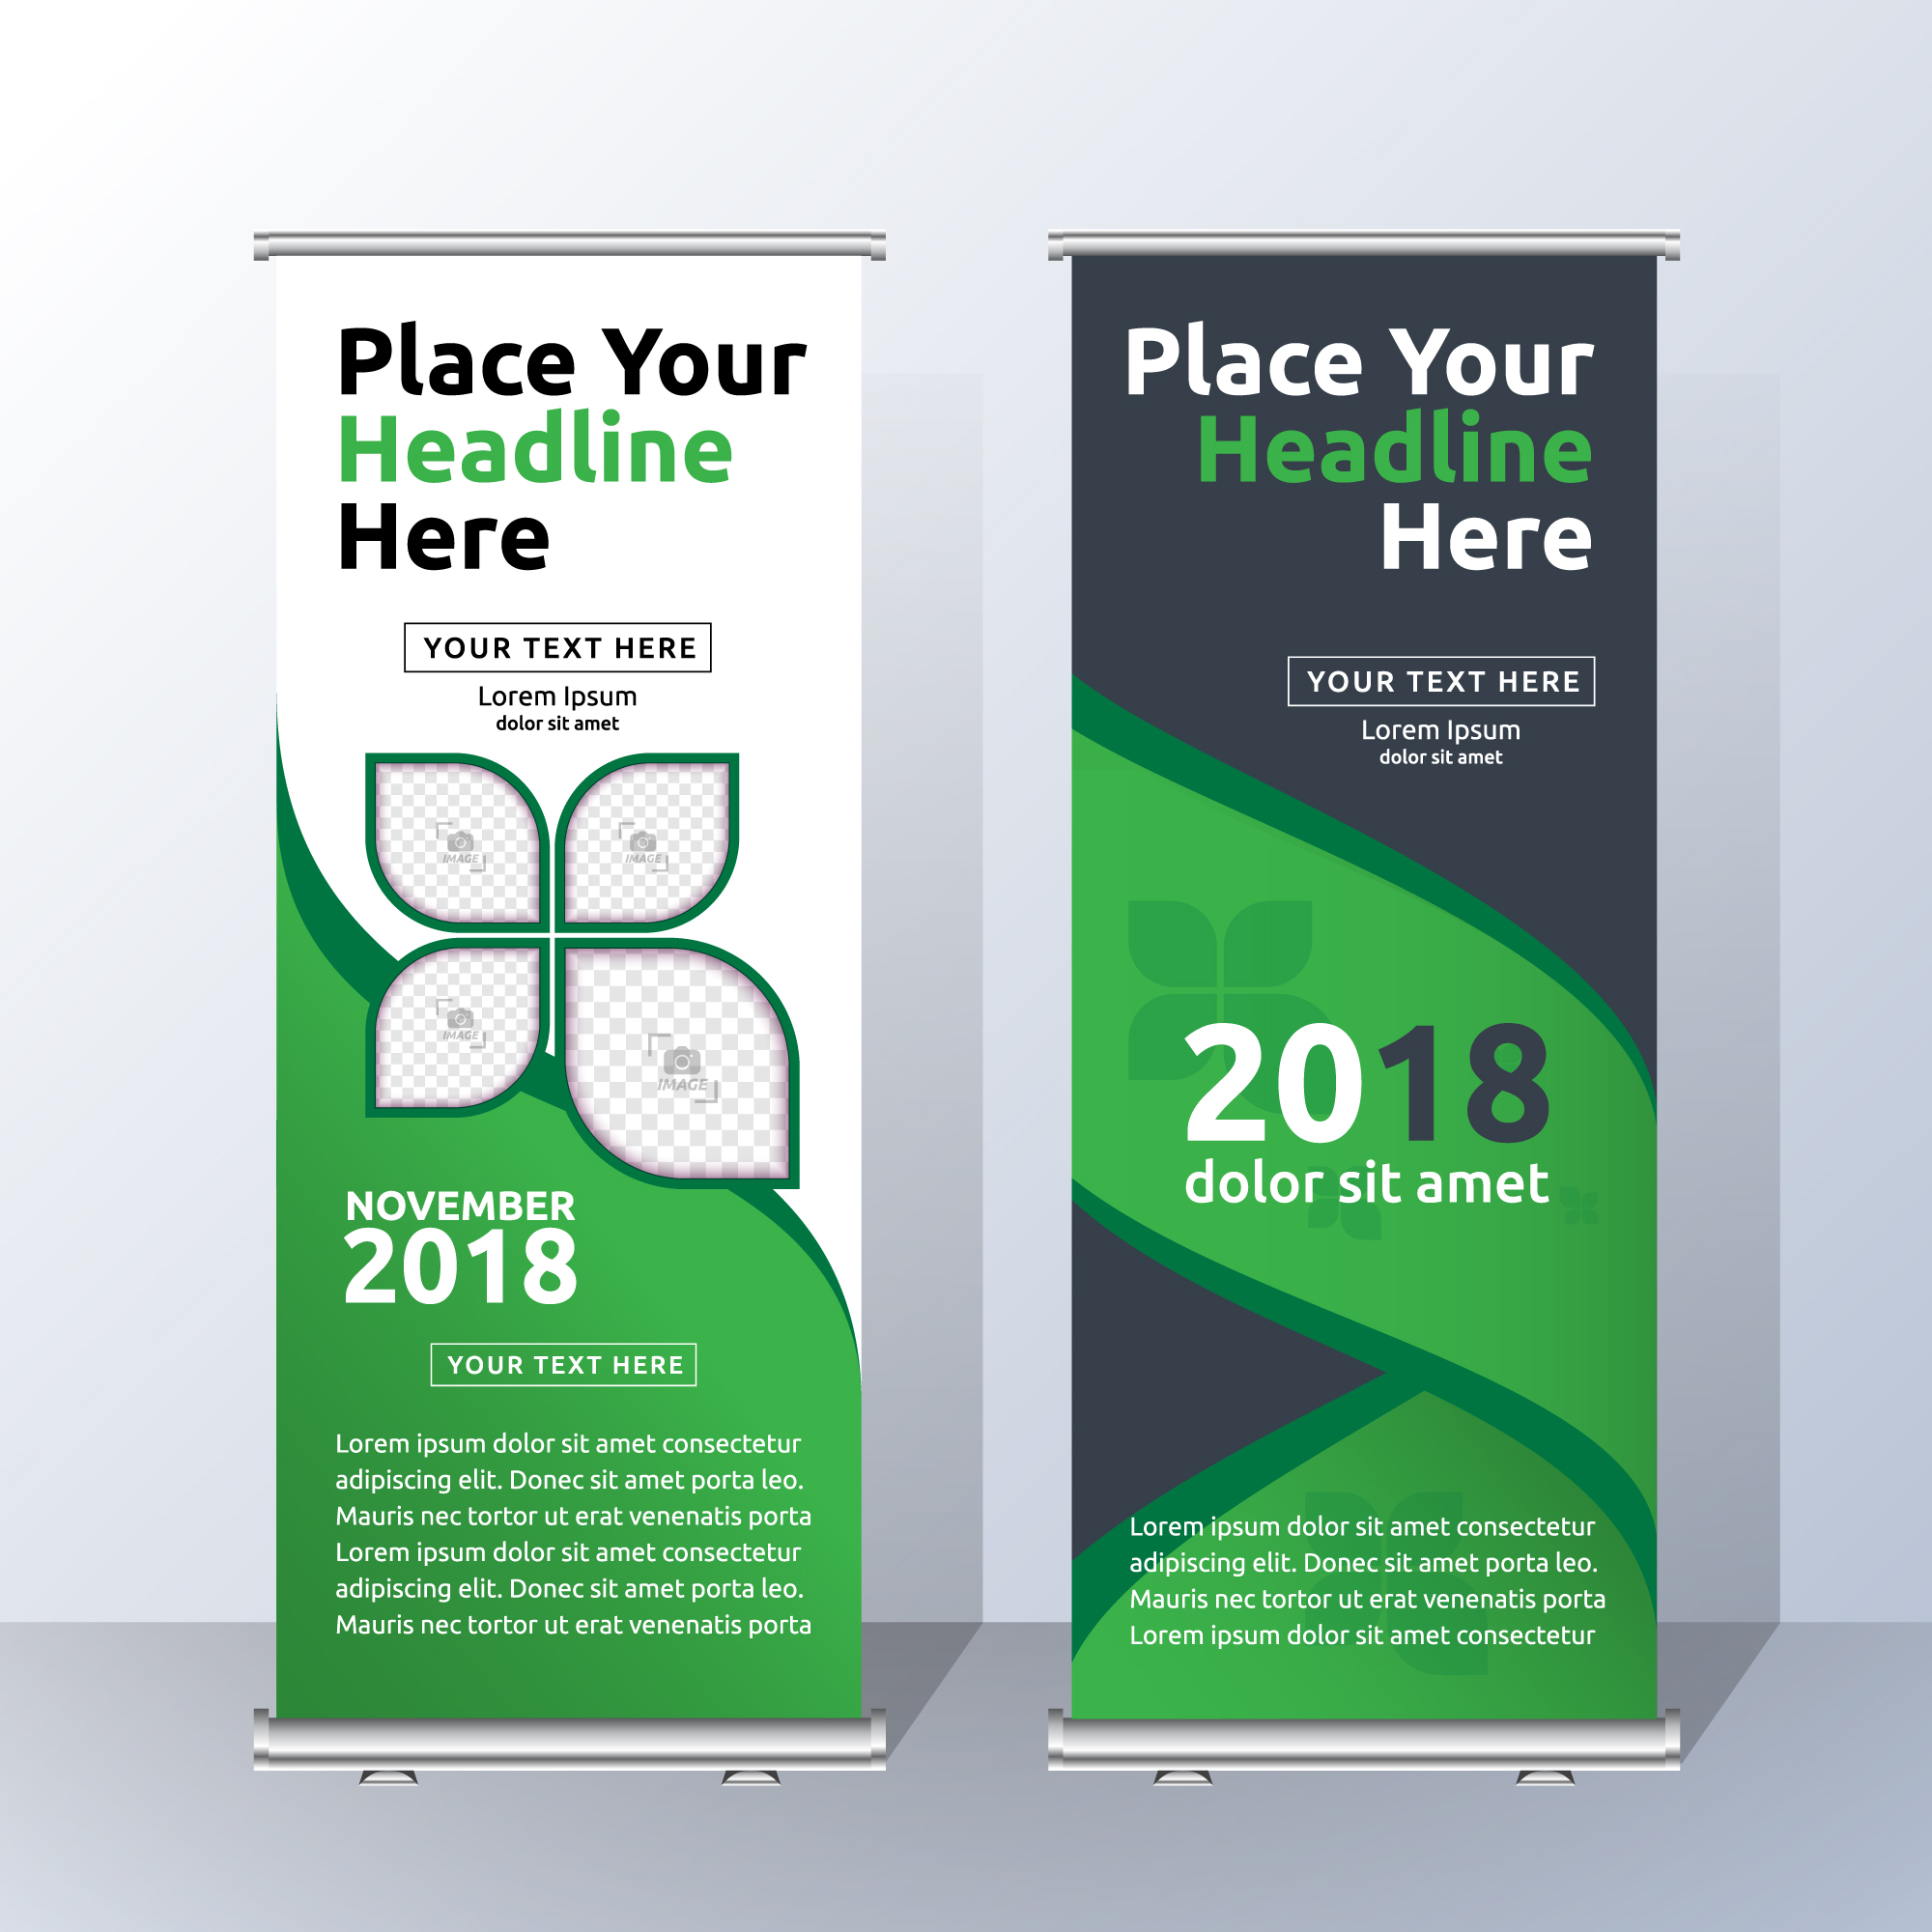 Place Your
Headline
Here
YOUR TEXT HERE
Lorem Ipsum
dolor sit amet
IMAGE
IMAGE
IMAGE
IMAGE
NOVEMBER
2018
YOUR TEXT HERE
Lorem ipsum dolor sit amet consectetur
adipiscing elit. Donec sit amet porta leo.
Mauris nec tortor ut erat venenatis porta
Lorem ipsum dolor sit amet consectetur
adipiscing elit. Donec sit amet porta leo.
Mauris nec tortor ut erat venenatis porta
Place Your
Headline
Here
YOUR TEXT HERE
Lorem Ipsum
dolor sit amet
2018
dolor sit amet
Lorem ipsum dolor sit amet consectetur
adipiscing elit. Donec sit amet porta leo.
Mauris nec tortor ut erat venenatis porta
Lorem ipsum dolor sit amet consectetur